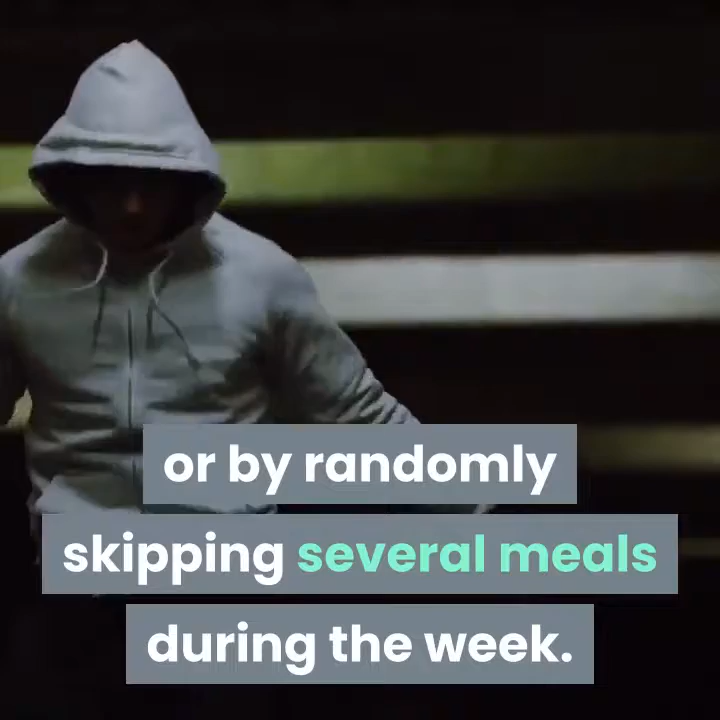 or by randomly
skipping several meals
during the week.